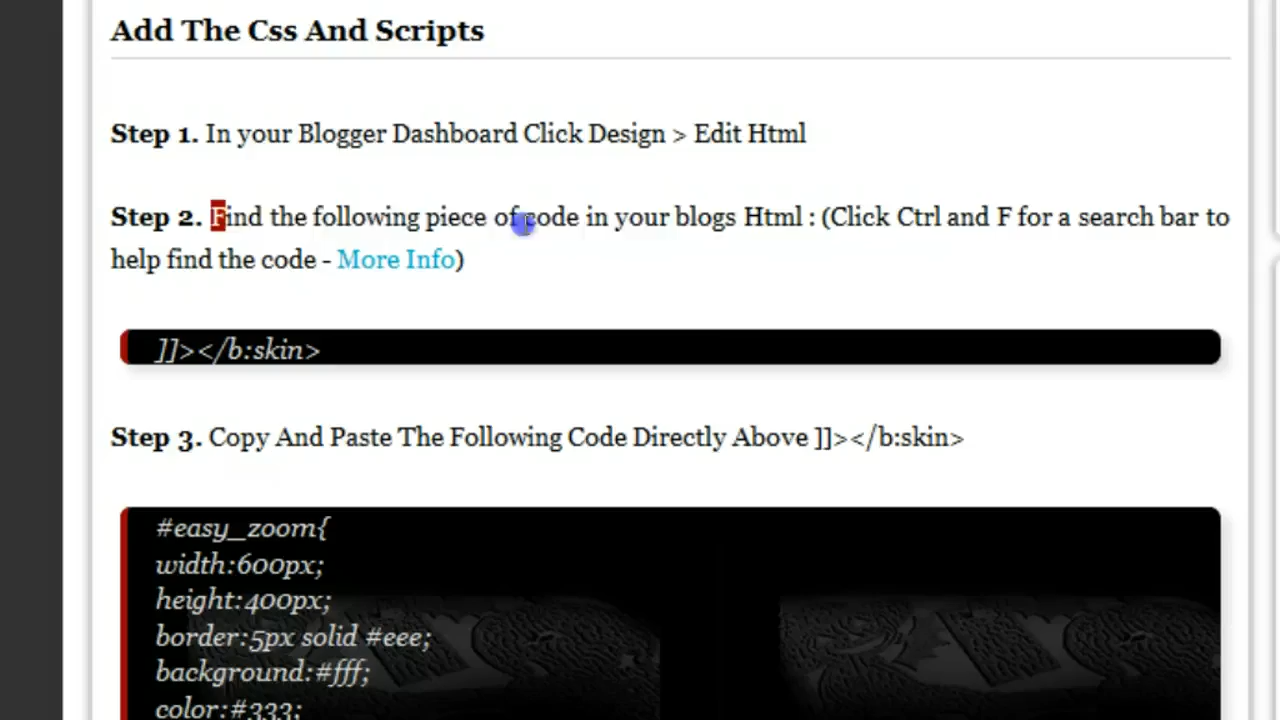 Add The Css And Scripts
Step 1. In your Blogger Dashboard Click Design > Edit Html
Step 2. Find the following piece of code in your blogs Html : (Click Ctrl and F for a search bar to
help find the code - More Info)
]]></b:skin>
Step 3. Copy And Paste The Following Code Directly Above ]]></b:skin>
#easy_zoom{
width:600px;
height:400px;
border:5px solid #eee;
background:#fff;
color:#333;